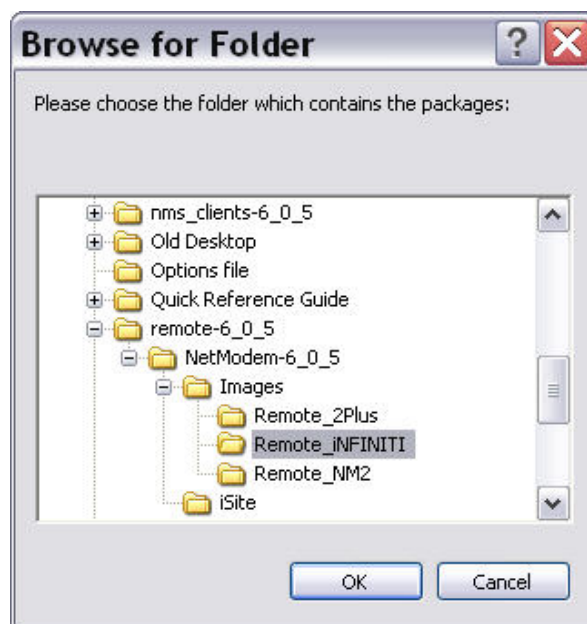 Browse for Folder
Please choose the folder which contains the packages:
nms_clients-6_0_5
Old Desktop
Options file
Quick Reference Guide
remote-6_0_5
NetModem-6_0_5
Images
Remote_2Plus
Remote_iNFINITI
Remote_NM2
iSite
OK Cancel